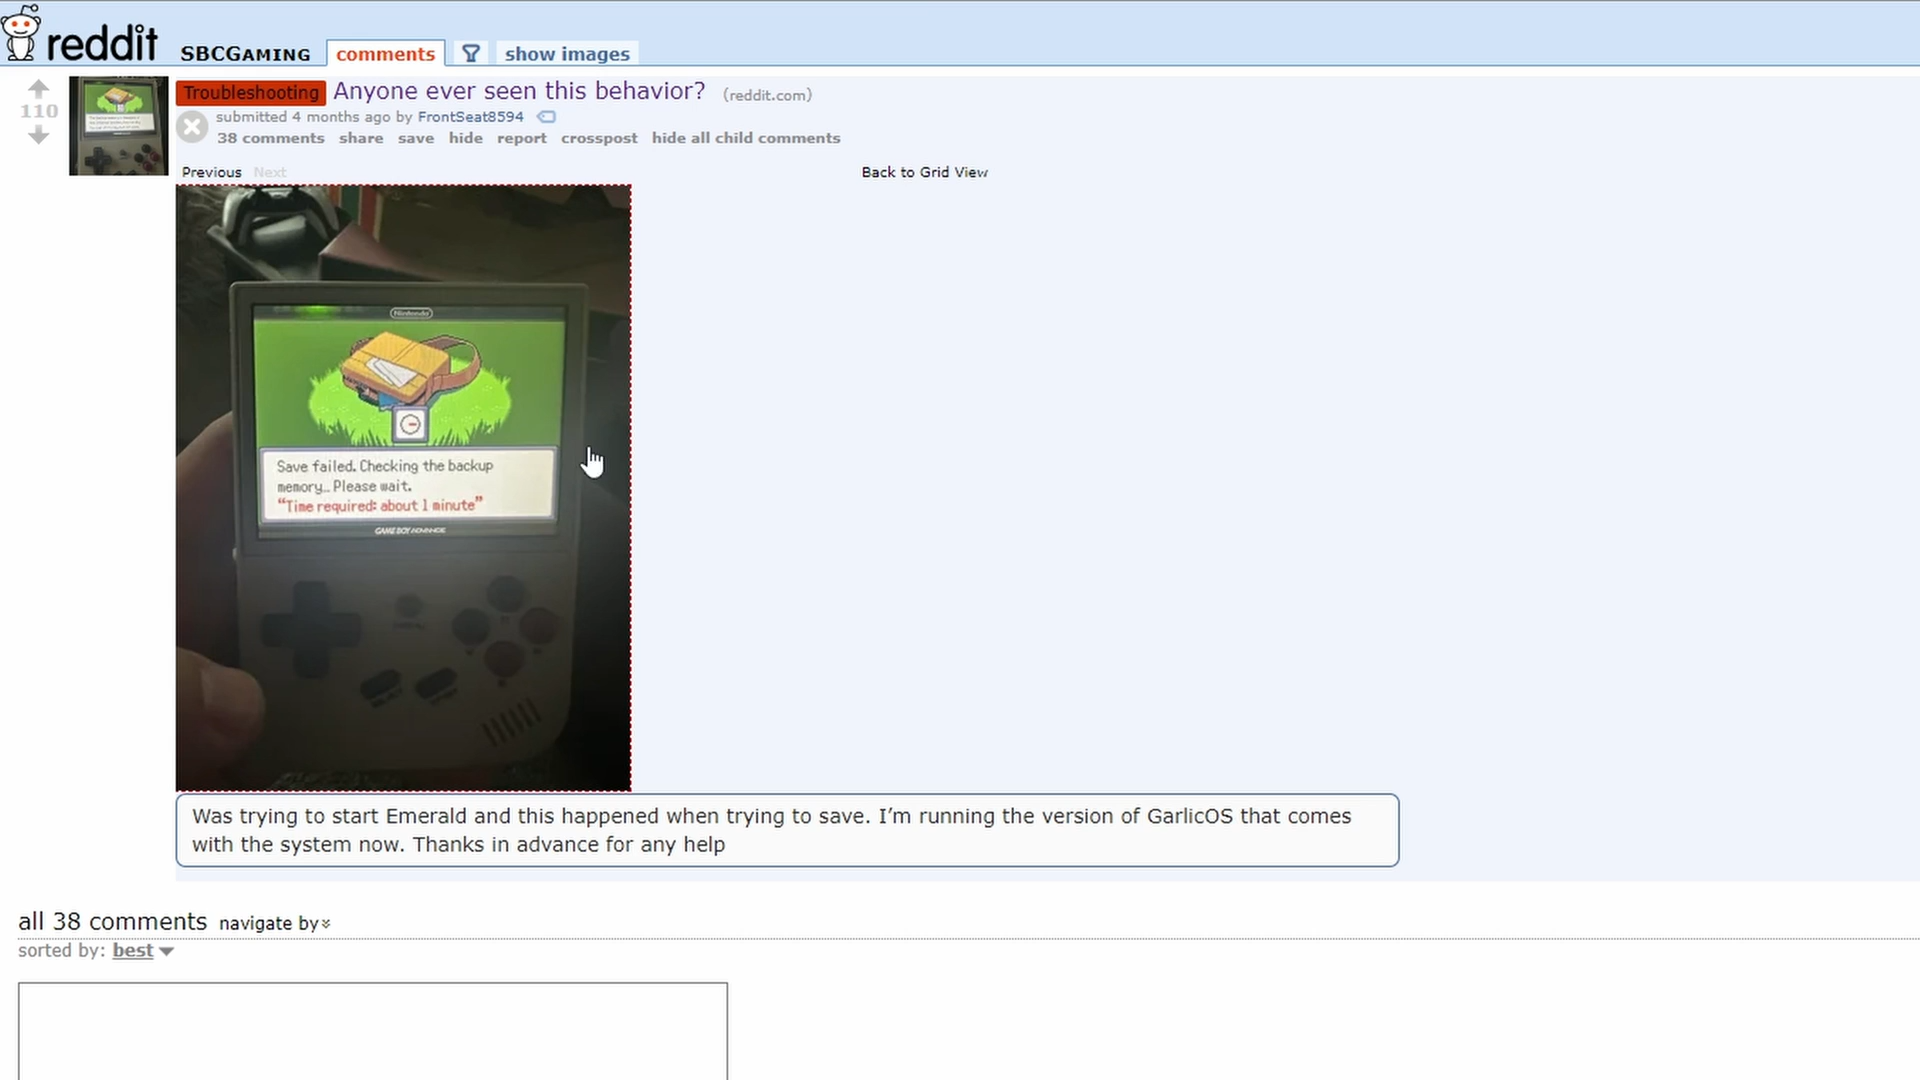 reddit SBCGAMING comments show images
110
Troubleshooting Anyone ever seen this behavior? (reddit.com)
submitted 4 months ago by FrontSeat8594
38 comments share save hide report crosspost hide all child comments
Previous Next Back to Grid View
Nintendo
Save failed. Checking the backup
memory... Please wait.
“Time required: about 1 minute”
GAME BOY ADVANCE
Was trying to start Emerald and this happened when trying to save. I’m running the version of GarlicOS that comes
with the system now. Thanks in advance for any help
all 38 comments navigate by
sorted by: best